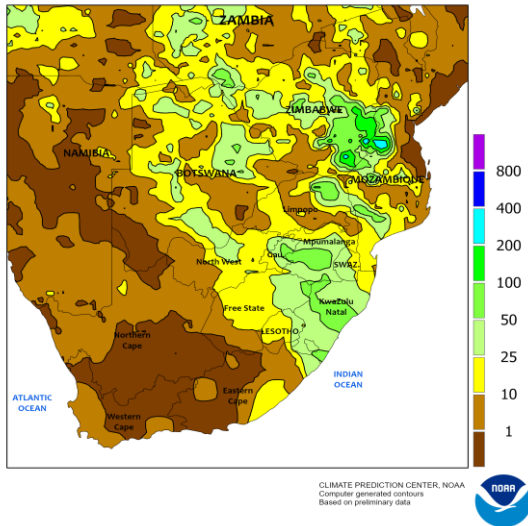 ZAMBIA
ZIMBABWE
NAMIBIA
BOTSWANA
MOZAMBIQUE
Limpopo
Mpumalanga
Gau.
SWAZ.
North West
Free State
KwaZulu
Natal
LESOTHO
Northern
Cape
Eastern
Cape
Western
Cape
ATLANTIC
OCEAN
INDIAN
OCEAN
800
400
200
100
50
25
10
1
CLIMATE PREDICTION CENTER, NOAA
Computer generated contours
Based on preliminary data
NOAA